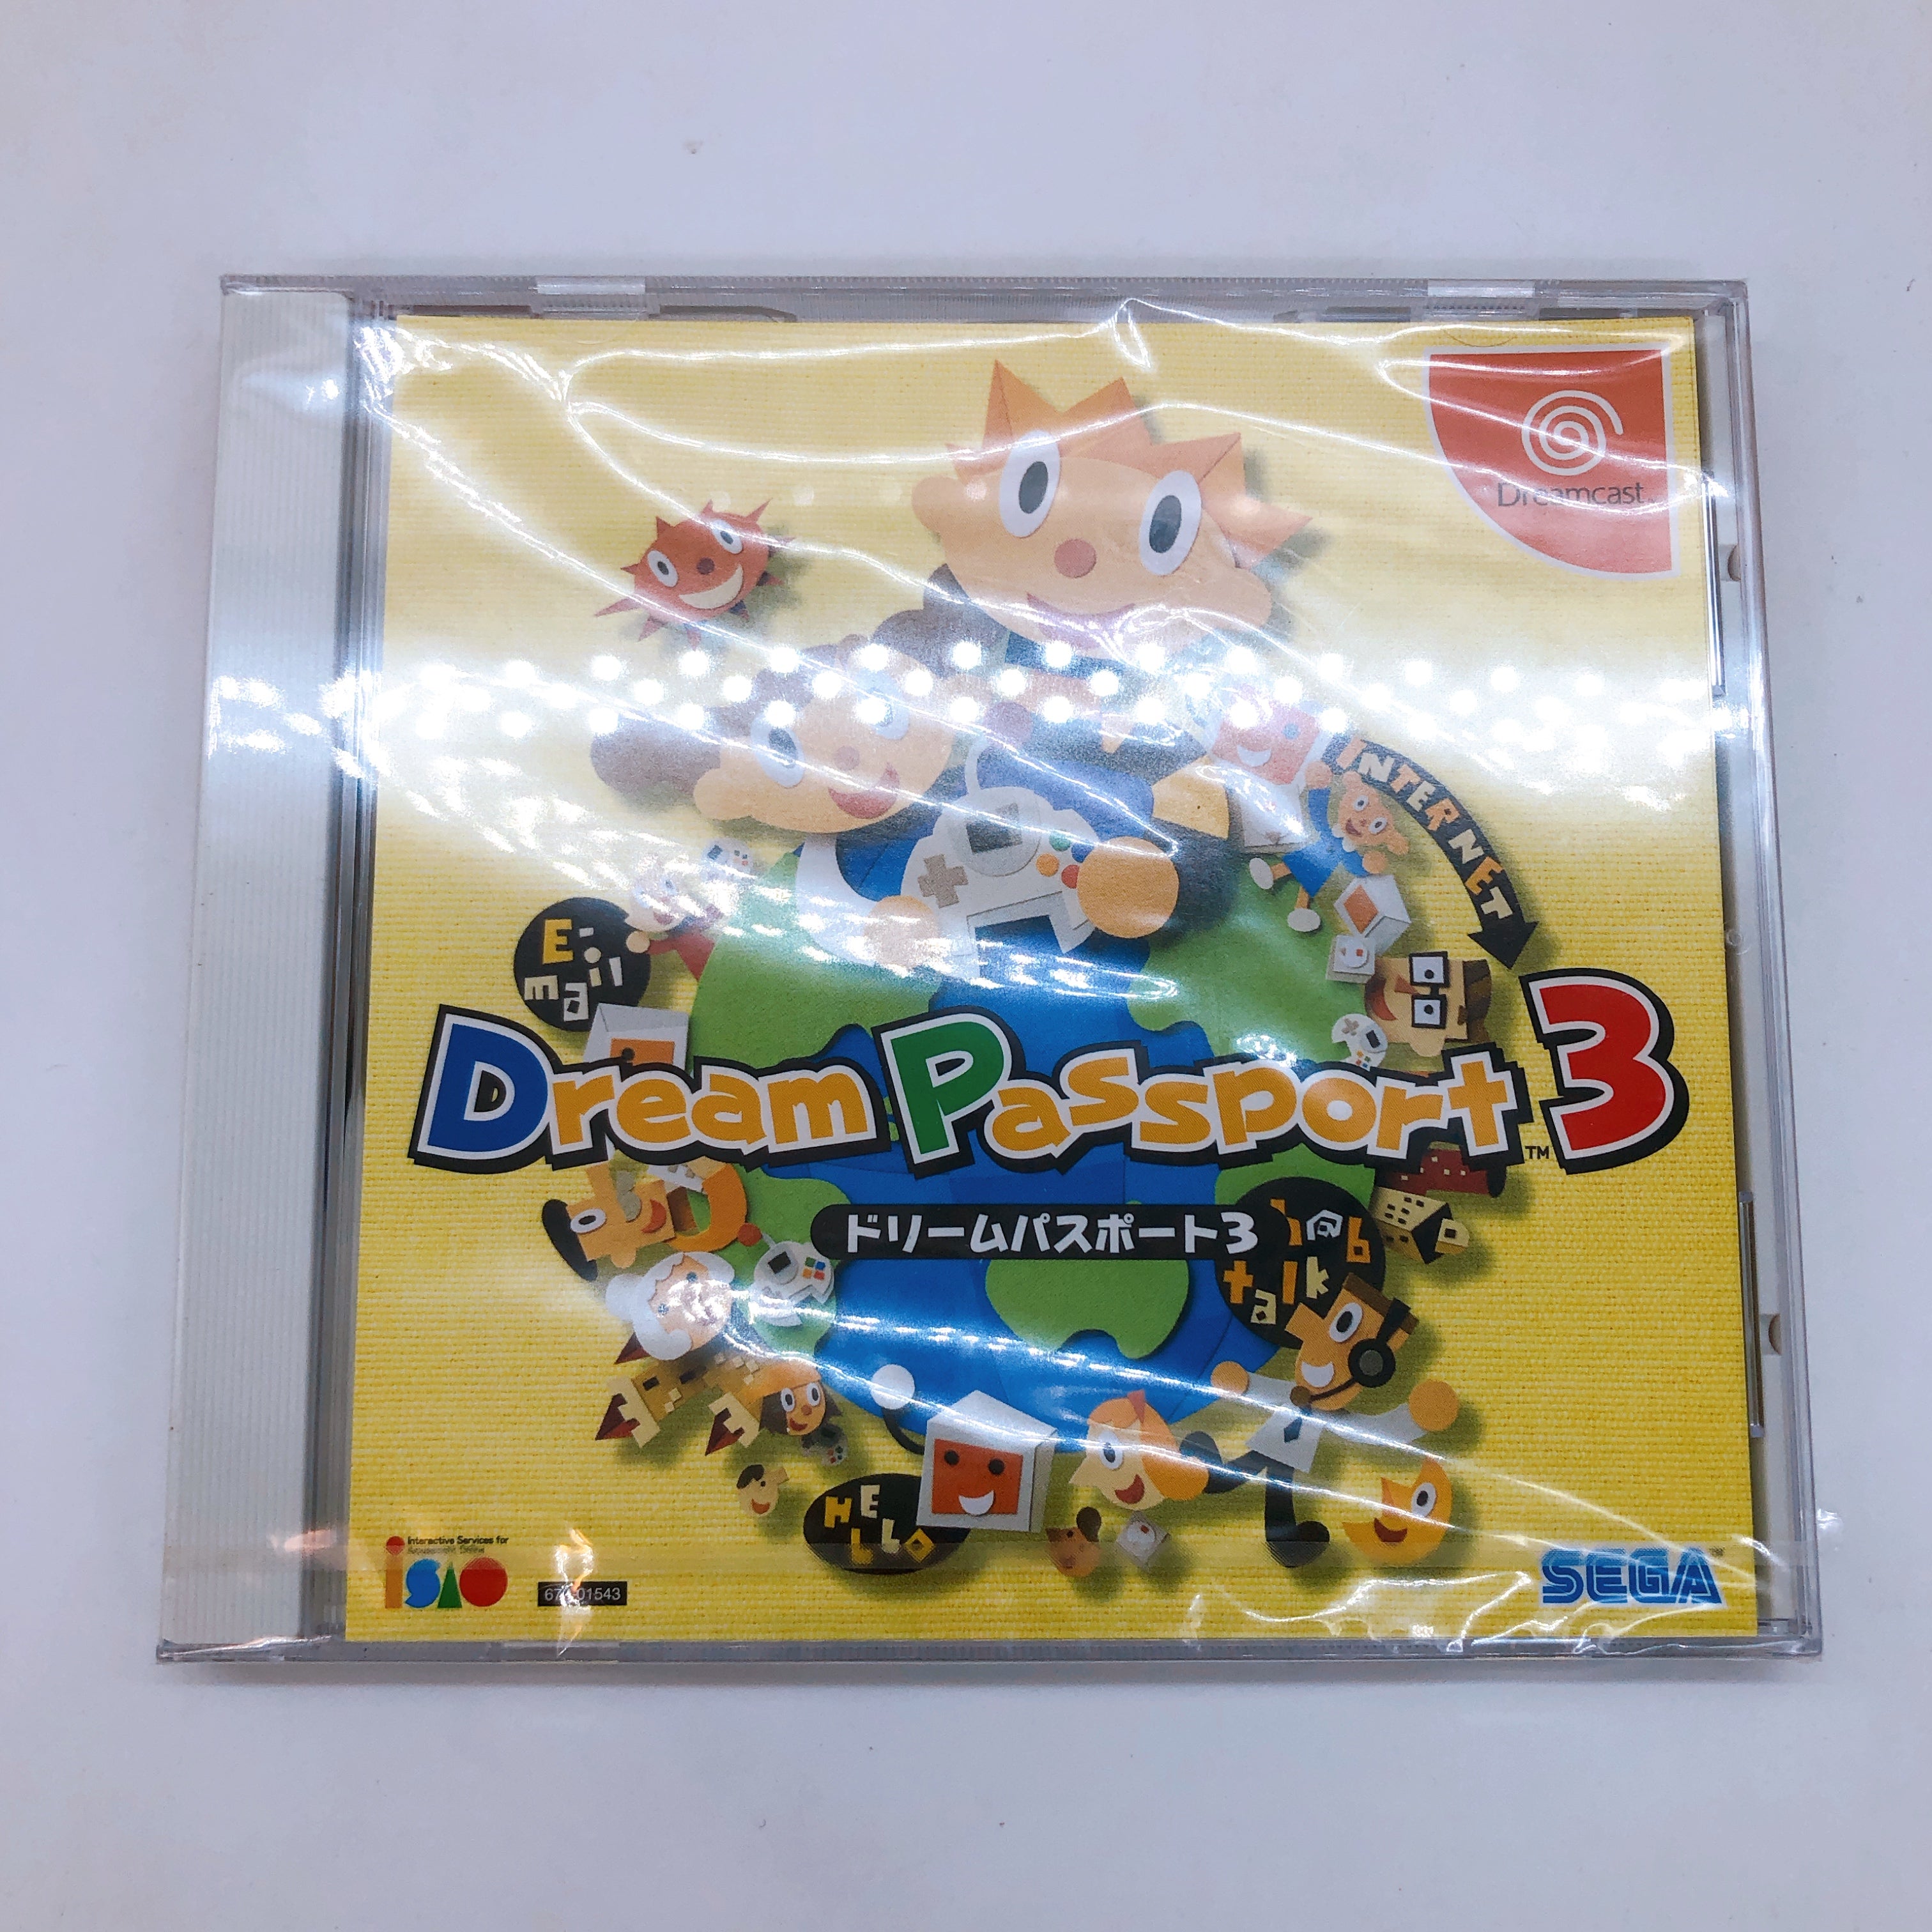 Dreamcast
INTERNET
E-mail
Dream Passport 3
TM
ドリームパスポート3
talk
HELLO
Interactive Services for
isao
SEGA